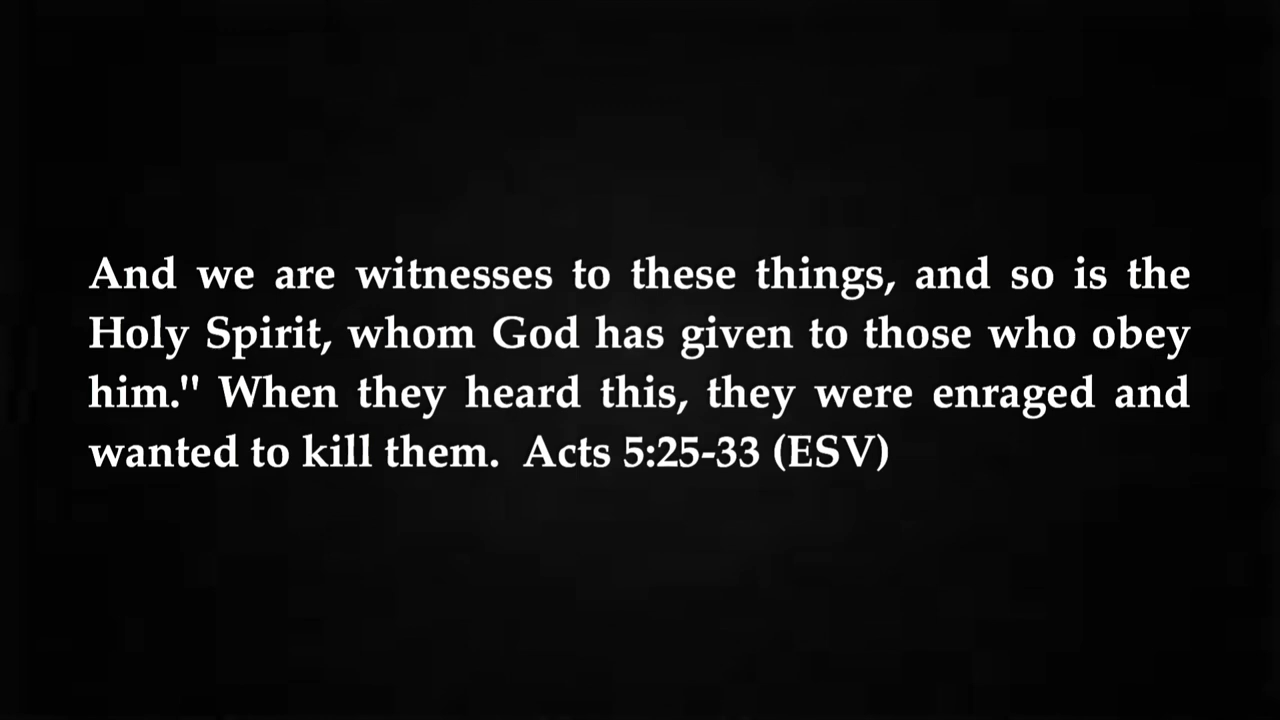 And we are witnesses to these things, and so is the
Holy Spirit, whom God has given to those who obey
him." When they heard this, they were enraged and
wanted to kill them.  Acts 5:25-33 (ESV)